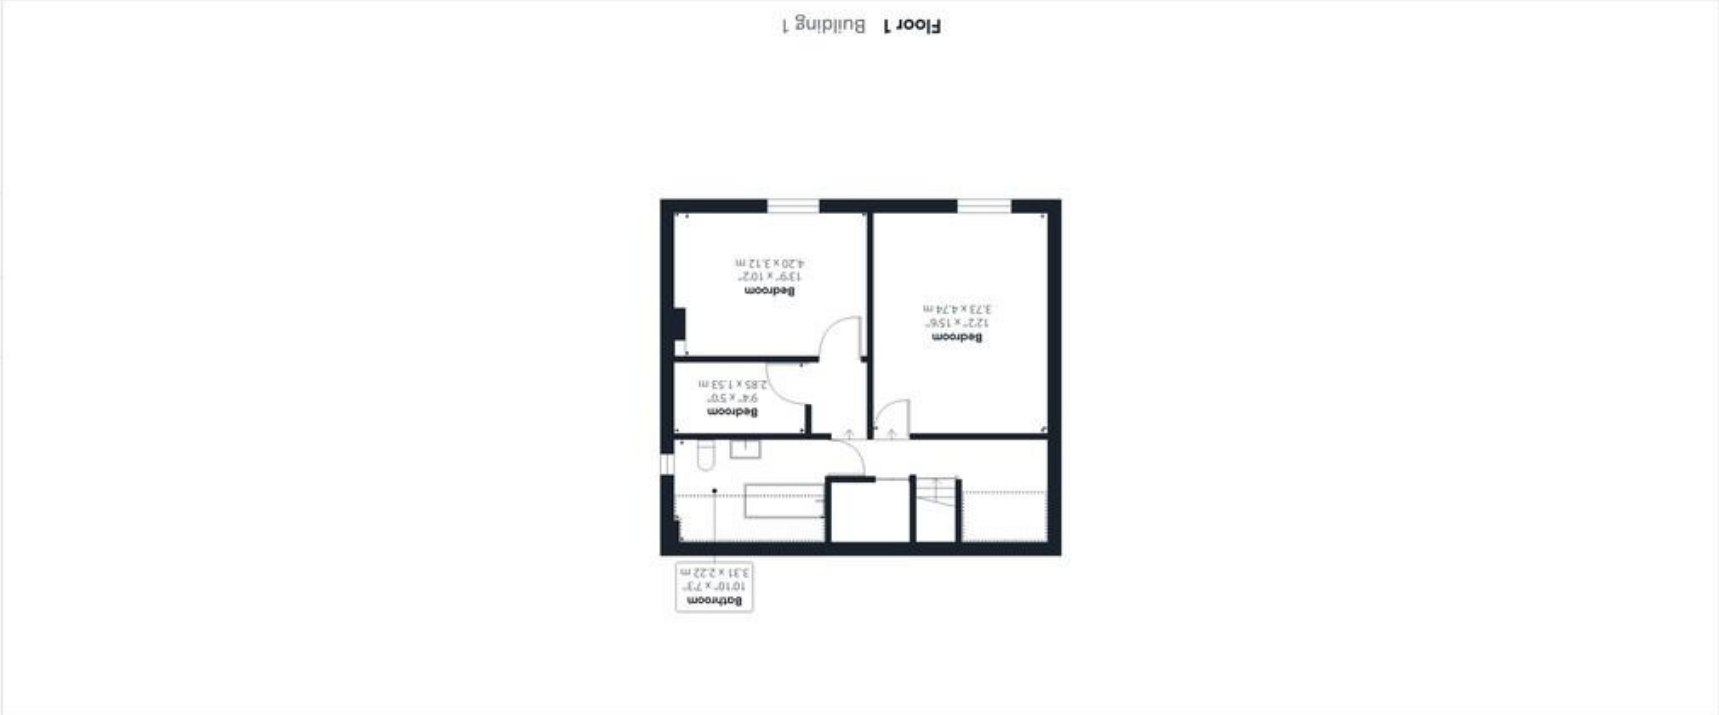 Bathroom
10'10" x 7'3"
3.31 x 2.22 m
Bedroom
9'4" x 5'0"
2.85 x 1.53 m
Bedroom
12'2" x 15'6"
3.73 x 4.74 m
Bedroom
13'9" x 10'2"
4.20 x 3.12 m
Floor 1 Building 1